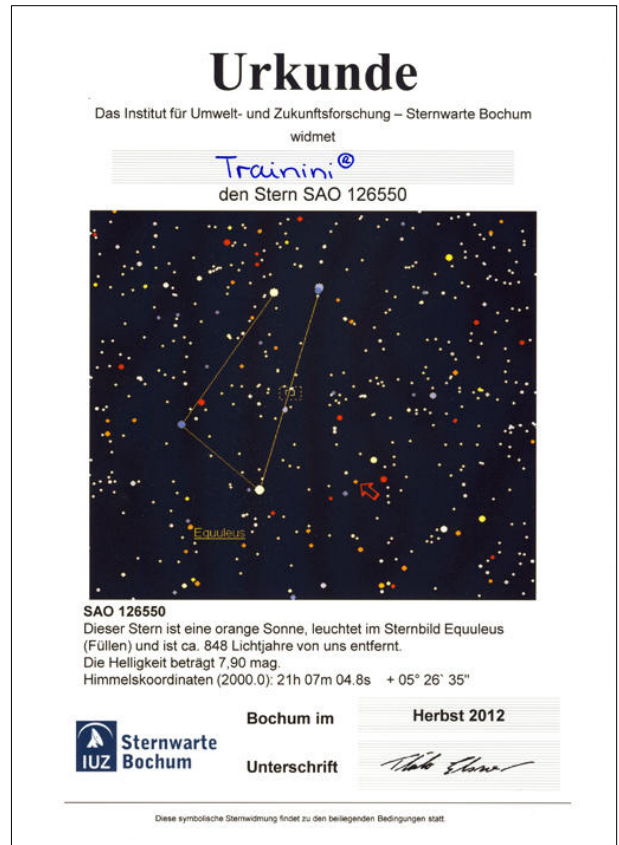 Urkunde
Das Institut für Umwelt- und Zukunftsforschung – Sternwarte Bochum
widmet
Trainini®
den Stern SAO 126550
Equuleus
SAO 126550
Dieser Stern ist eine orange Sonne, leuchtet im Sternbild Equuleus
(Füllen) und ist ca. 848 Lichtjahre von uns entfernt.
Die Helligkeit beträgt 7,90 mag.
Himmelskoordinaten (2000.0): 21h 07m 04.8s + 05° 26` 35"
IUZ
Sternwarte
Bochum
Bochum im
Herbst 2012
Unterschrift
Diese symbolische Sternwidmung findet zu den beiliegenden Bedingungen statt.